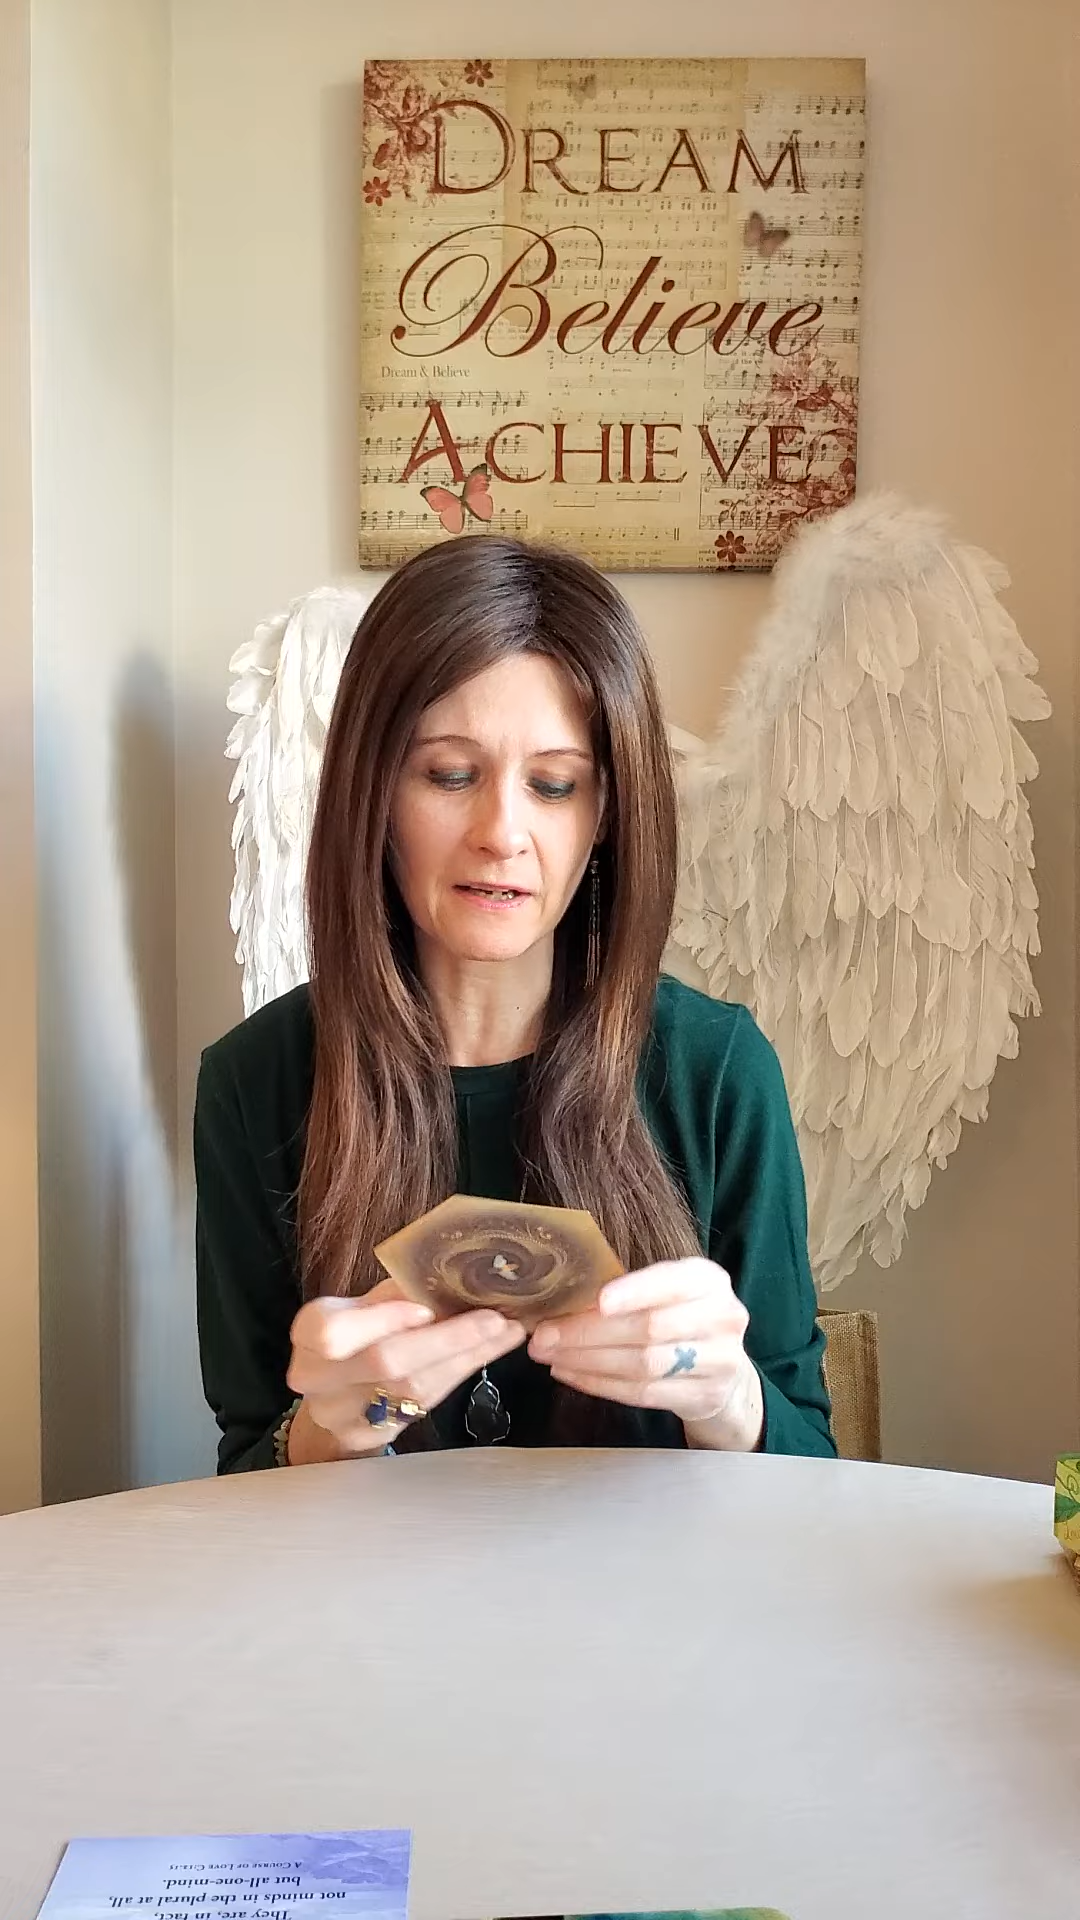 DREAM
Believe
Dream & Believe
ACHIEVE
They are, in fact,
not minds in the plural at all,
but all-one-mind.
A COURSE OF LOVE C:12.15